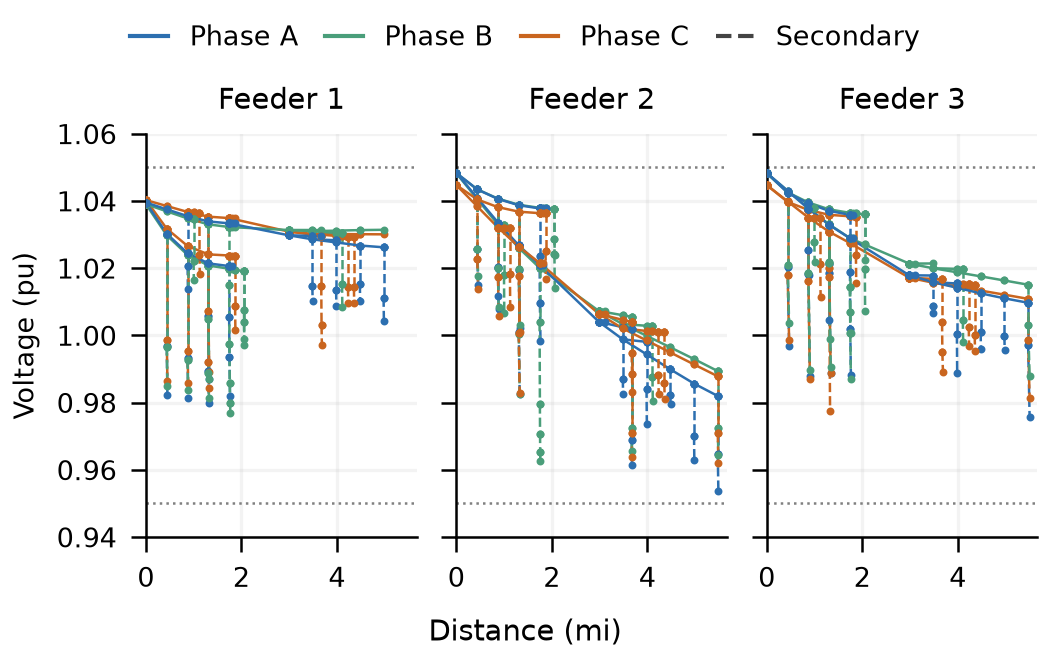 Phase A Phase B Phase C Secondary
Feeder 1 Feeder 2 Feeder 3
1.06
1.04
1.02
1.00
0.98
0.96
0.94
Voltage (pu)
0 2 4 0 2 4 0 2 4
Distance (mi)